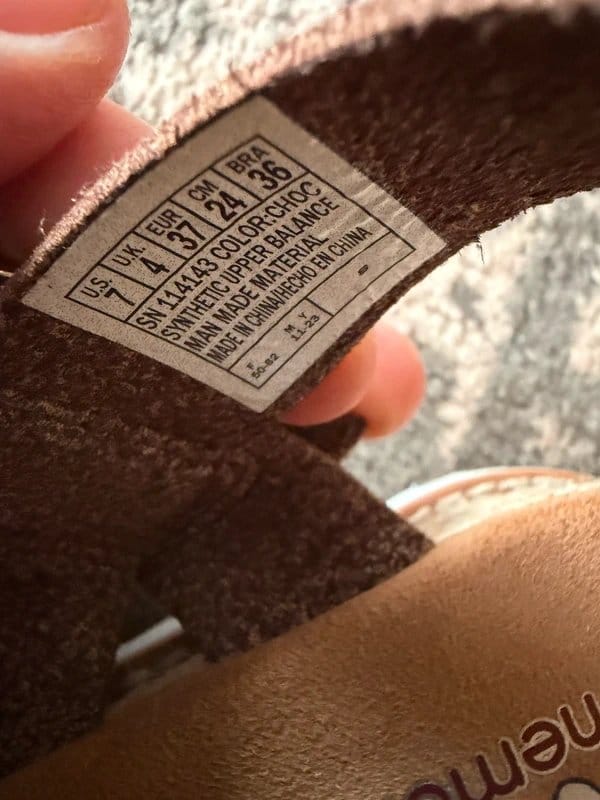 US. UK. EUR CM BRA
7 4 37 24 36
SN 114143 COLOR:CHOC
SYNTHETIC UPPER BALANCE
MAN MADE MATERIAL
MADE IN CHINA/HECHO EN CHINA
F M Y
50-82 11-23